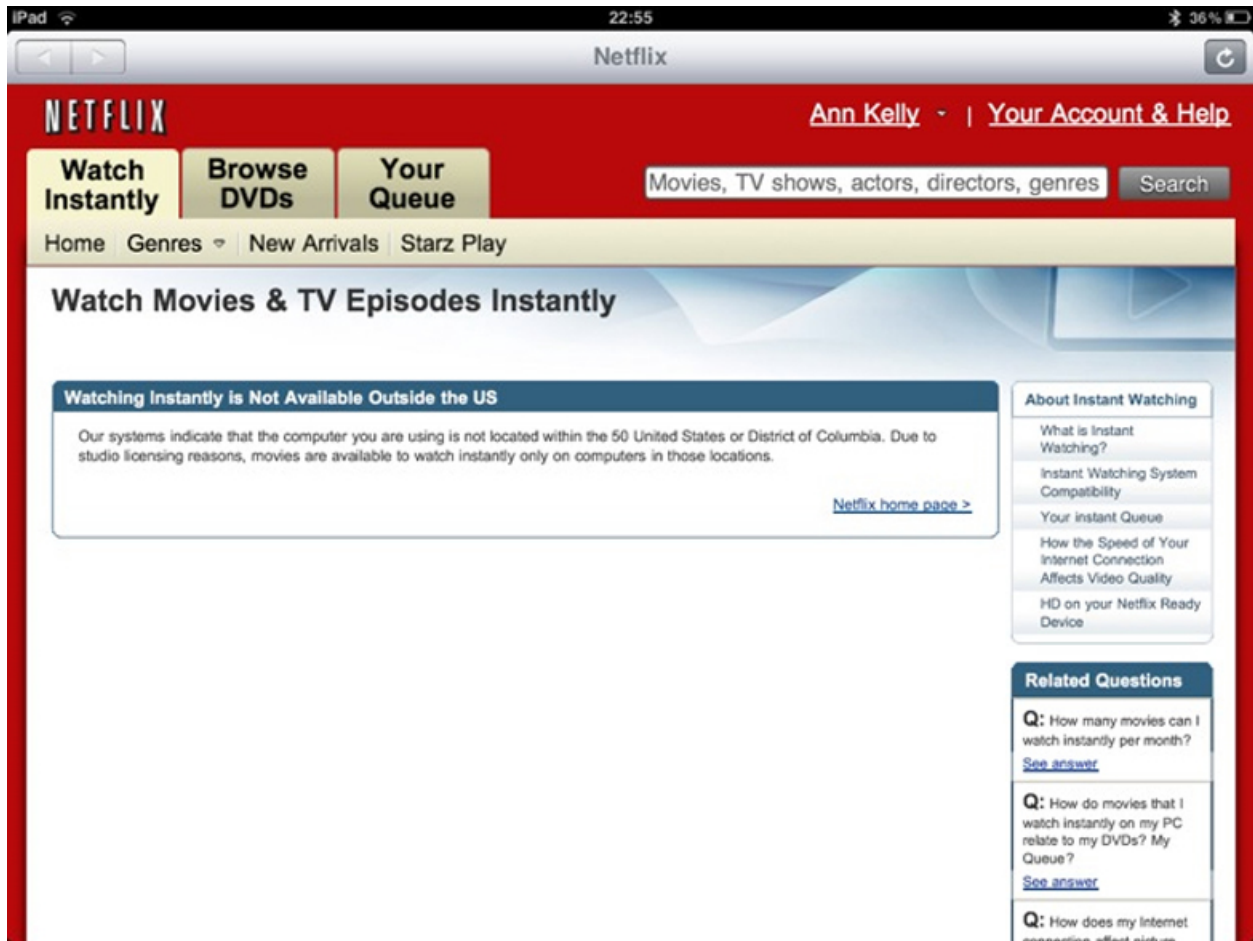 iPad 22:55 36%
Netflix
NETFLIX
Ann Kelly | Your Account & Help
Watch Instantly
Browse DVDs
Your Queue
Movies, TV shows, actors, directors, genres Search
Home Genres New Arrivals Starz Play
Watch Movies & TV Episodes Instantly
Watching Instantly is Not Available Outside the US
Our systems indicate that the computer you are using is not located within the 50 United States or District of Columbia. Due to
studio licensing reasons, movies are available to watch instantly only on computers in those locations.
Netflix home page >
About Instant Watching
What is Instant
Watching?
Instant Watching System
Compatibility
Your instant Queue
How the Speed of Your
Internet Connection
Affects Video Quality
HD on your Netflix Ready
Device
Related Questions
Q: How many movies can I
watch instantly per month?
See answer
Q: How do movies that I
watch instantly on my PC
relate to my DVDs? My
Queue?
See answer
Q: How does my Internet